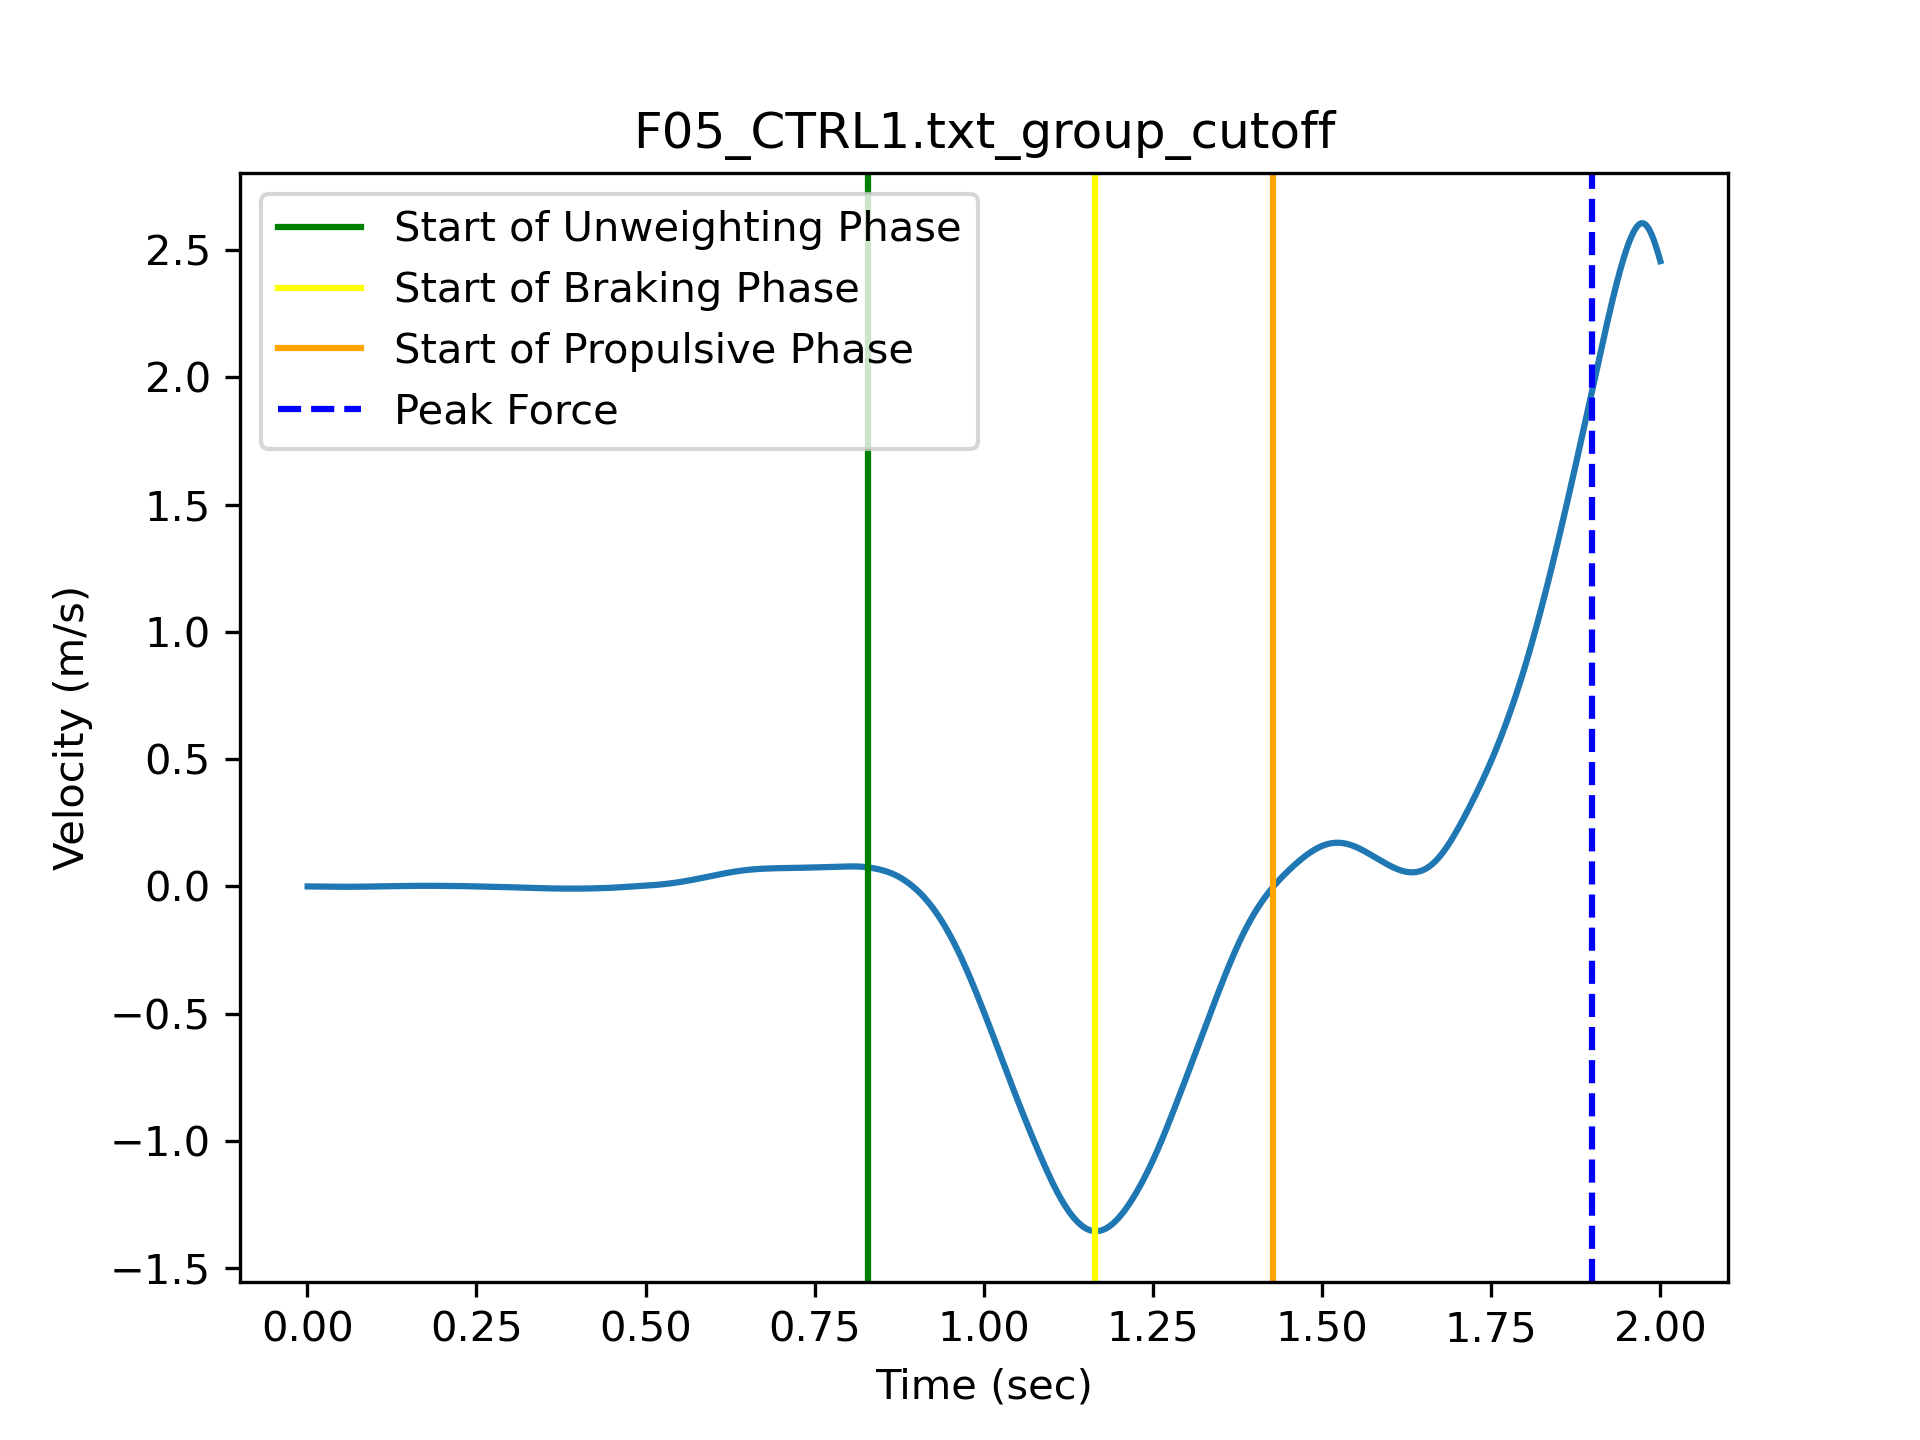 F05_CTRL1.txt_group_cutoff
Start of Unweighting Phase
Start of Braking Phase
Start of Propulsive Phase
Peak Force
Velocity (m/s)
2.5
2.0
1.5
1.0
0.5
0.0
−0.5
−1.0
−1.5
0.00 0.25 0.50 0.75 1.00 1.25 1.50 1.75 2.00
Time (sec)